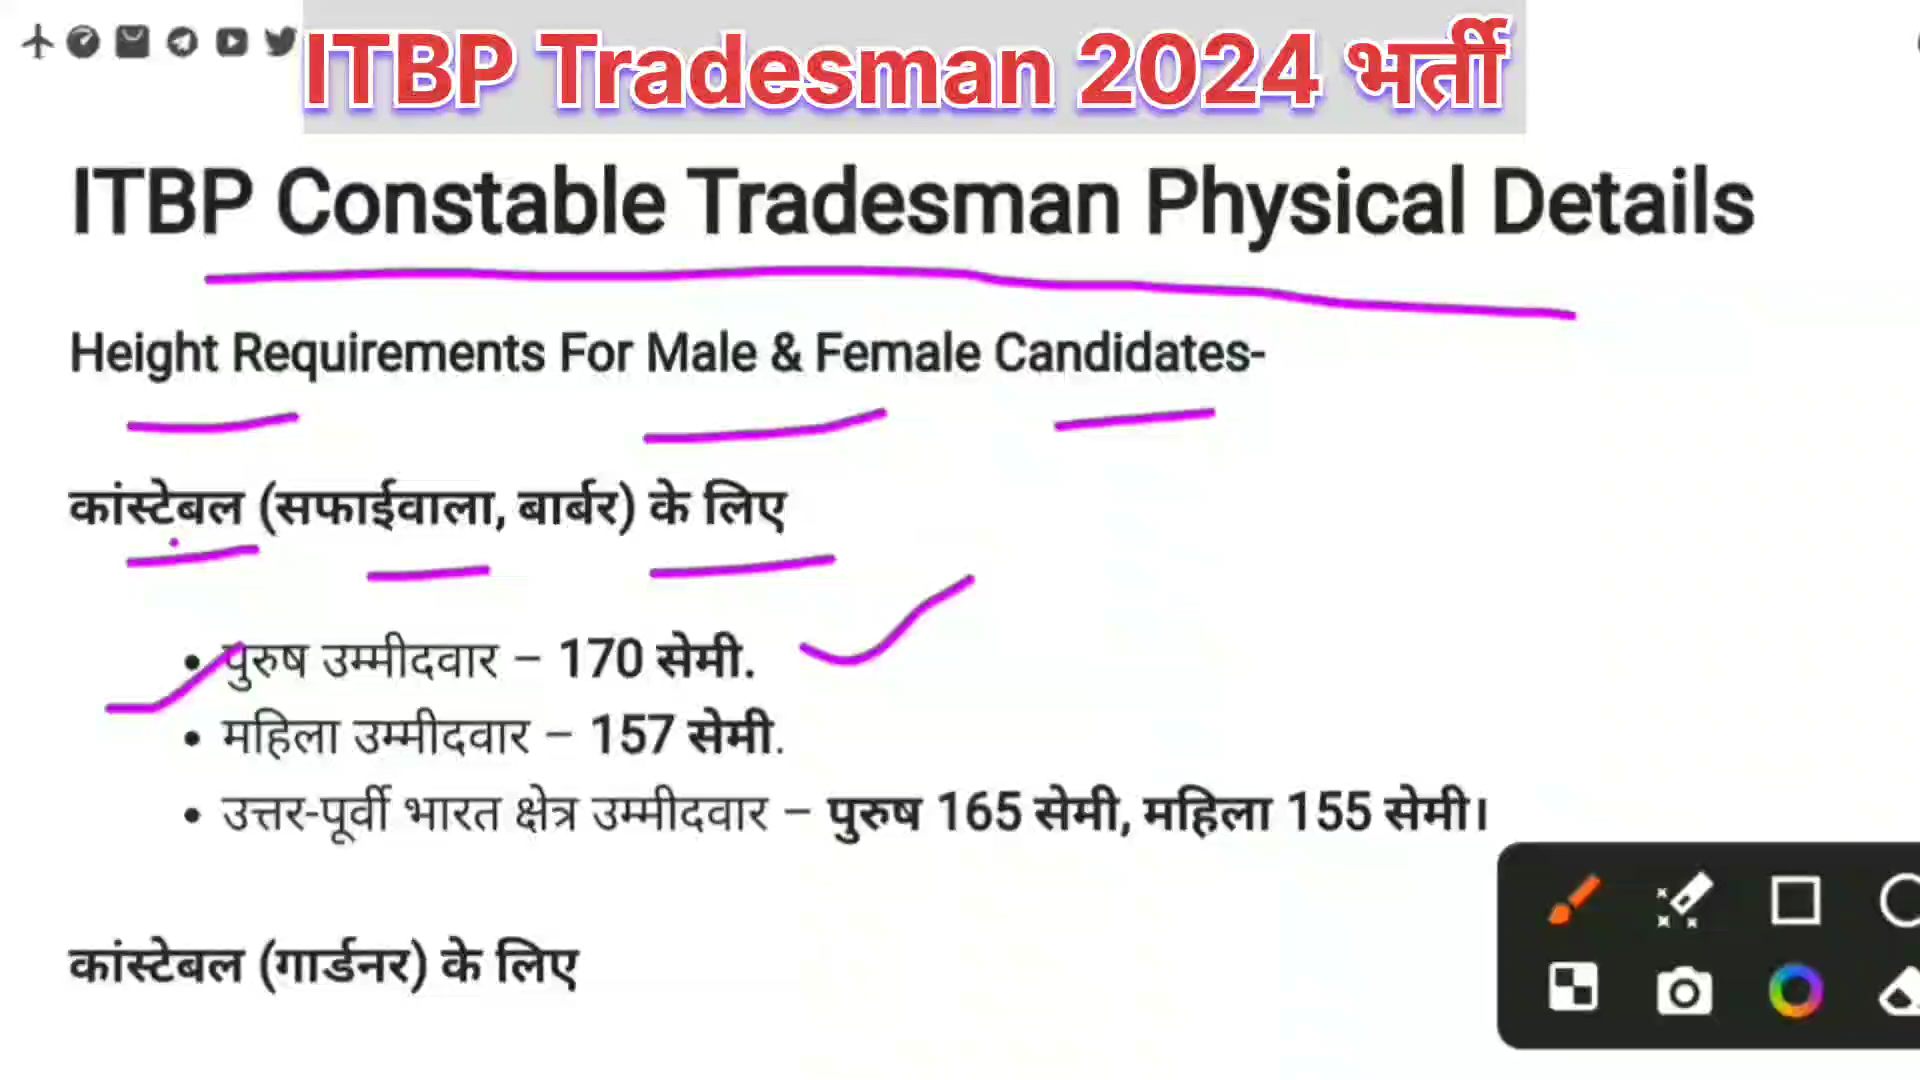 ITBP Tradesman 2024 भर्ती
ITBP Constable Tradesman Physical Details
Height Requirements For Male & Female Candidates-
कांस्टेबल (सफाईवाला, बार्बर) के लिए
• पुरुष उम्मीदवार – 170 सेमी.
• महिला उम्मीदवार – 157 सेमी.
• उत्तर-पूर्वी भारत क्षेत्र उम्मीदवार – पुरुष 165 सेमी, महिला 155 सेमी।
कांस्टेबल (गार्डनर) के लिए